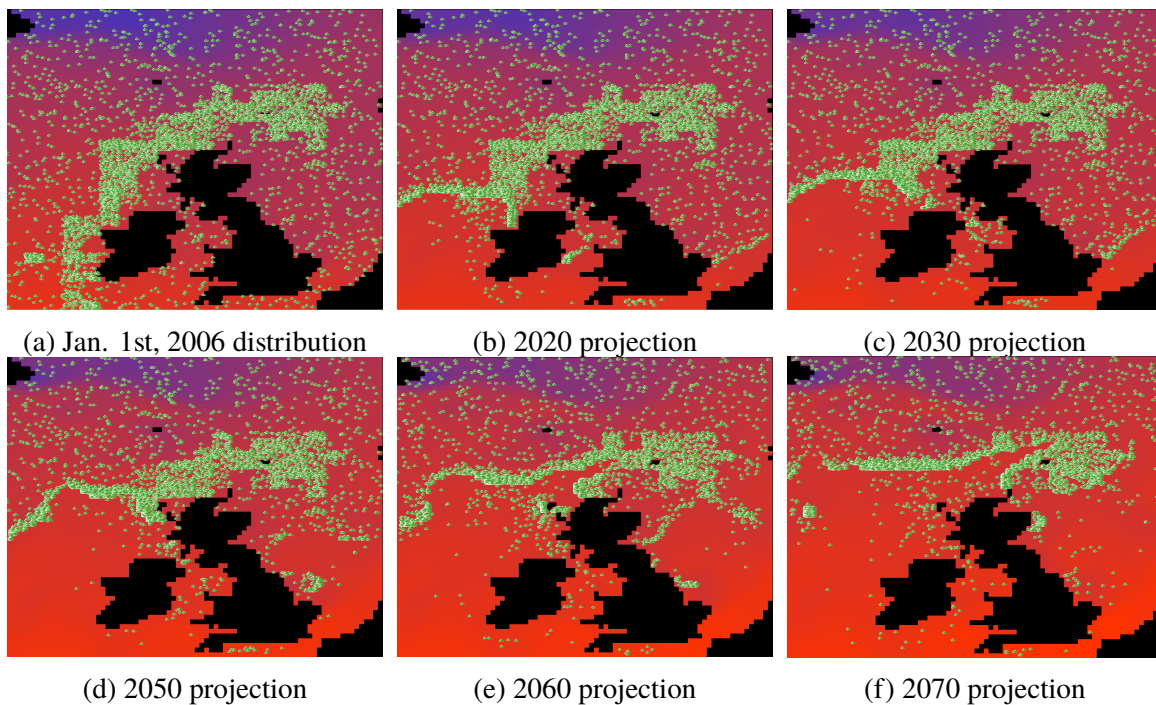 (a) Jan. 1st, 2006 distribution
(b) 2020 projection
(c) 2030 projection
(d) 2050 projection
(e) 2060 projection
(f) 2070 projection